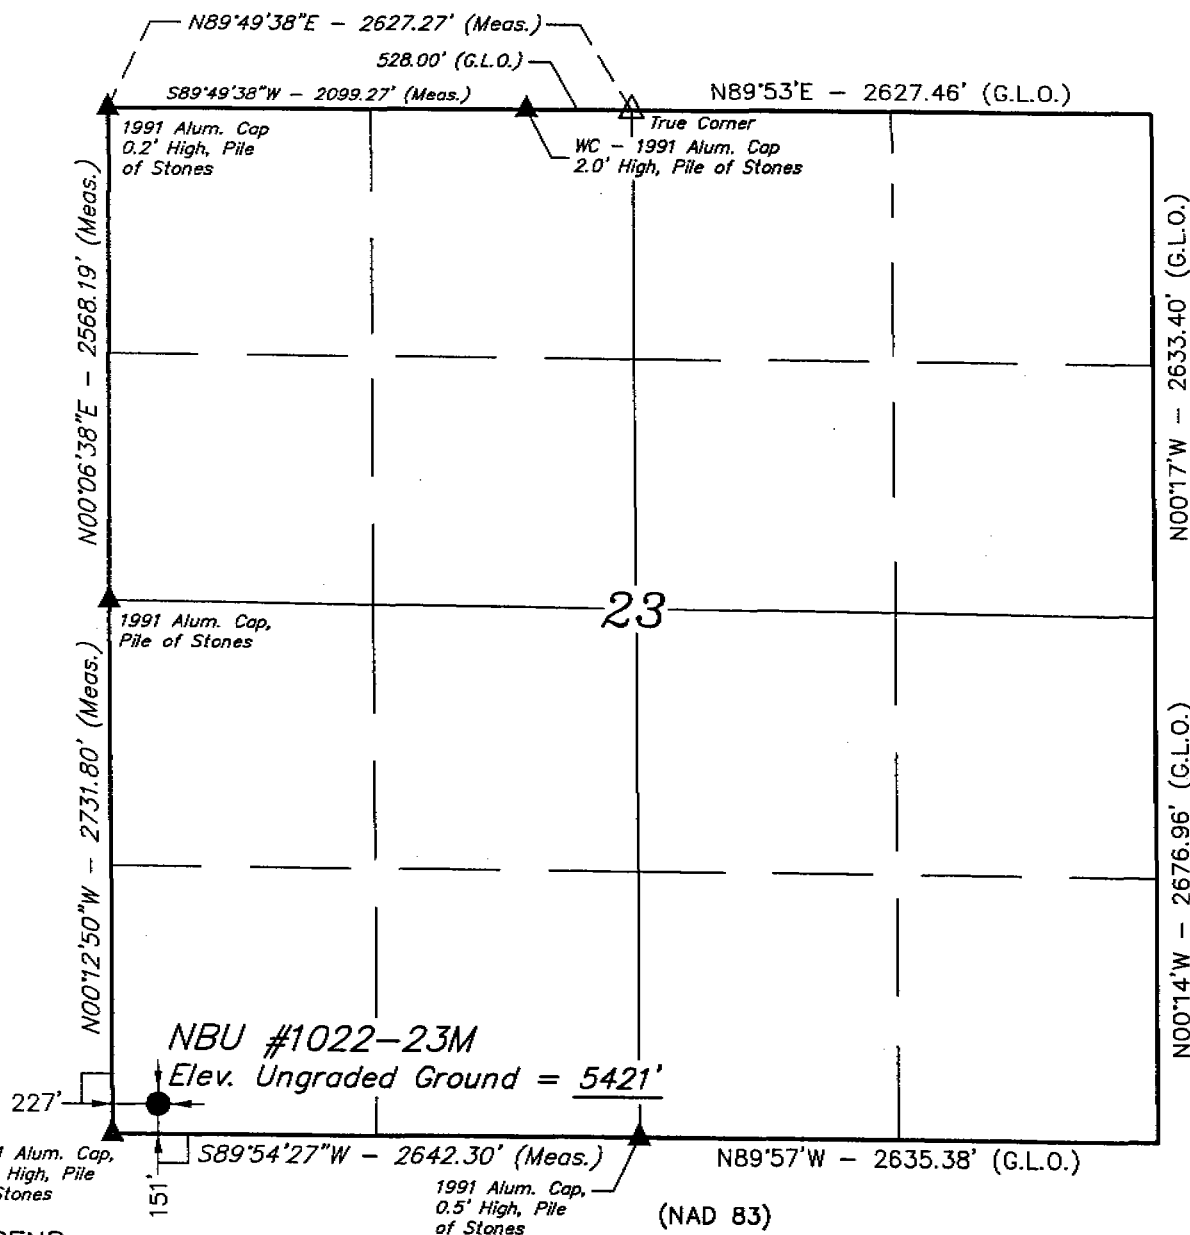 N89°49'38"E - 2627.27' (Meas.)
528.00' (G.L.O.)
S89°49'38"W - 2099.27' (Meas.)
N89°53'E - 2627.46' (G.L.O.)
True Corner
1991 Alum. Cap
0.2' High, Pile
of Stones
WC - 1991 Alum. Cap
2.0' High, Pile of Stones
N00°06'38"E - 2568.19' (Meas.)
N00°17'W - 2633.40' (G.L.O.)
23
1991 Alum. Cap,
Pile of Stones
N00°12'50"W - 2731.80' (Meas.)
N00°14'W - 2676.96' (G.L.O.)
NBU #1022-23M
Elev. Ungraded Ground = 5421'
227'
151'
Alum. Cap,
High, Pile
Stones
S89°54'27"W - 2642.30' (Meas.)
N89°57'W - 2635.38' (G.L.O.)
1991 Alum. Cap,
0.5' High, Pile
of Stones
(NAD 83)